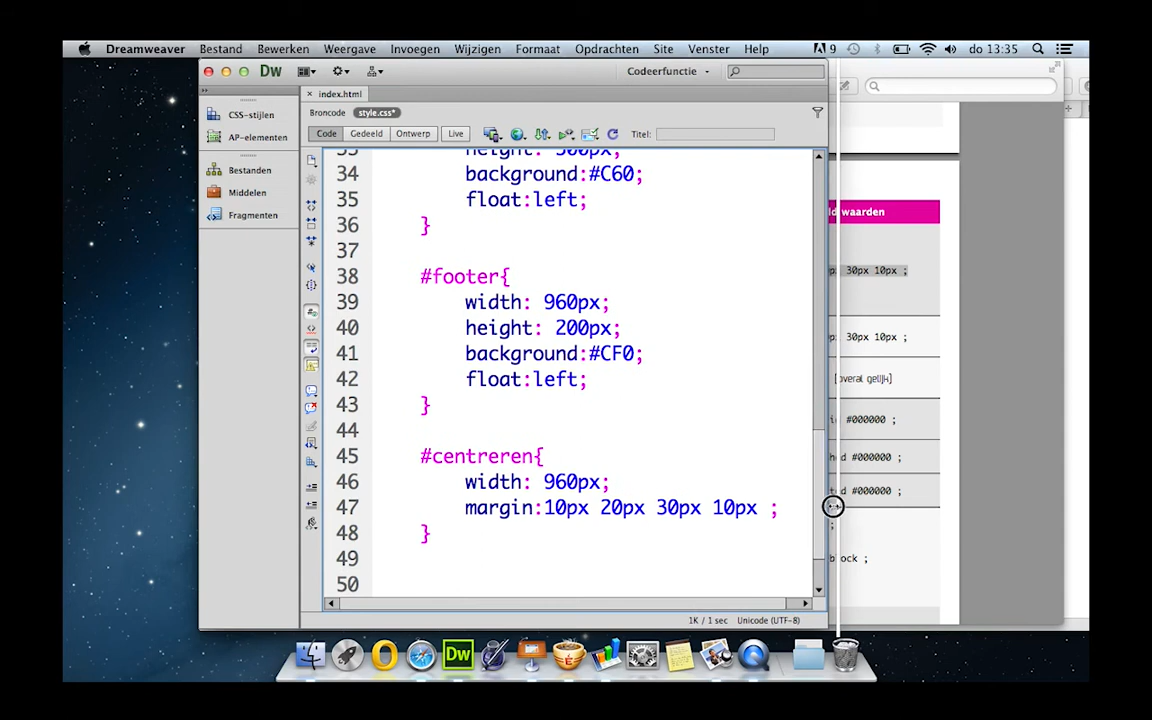 Dreamweaver Bestand Bewerken Weergave Invoegen Wijzigen Formaat Opdrachten Site Venster Help 9 do 13:35
Dw Codeerfunctie
index.html
Broncode style.css*
Code Gedeeld Ontwerp Live Titel:
CSS-stijlen
AP-elementen
Bestanden
Middelen
Fragmenten
34 background:#C60;
35 float:left;
36 }
37
38 #footer{
39 width: 960px;
40 height: 200px;
41 background:#CF0;
42 float:left;
43 }
44
45 #centreren{
46 width: 960px;
47 margin:10px 20px 30px 10px ;
48 }
49
50
1K / 1 sec Unicode (UTF-8)
waarden
30px 10px ;
30px 10px ;
[overal gelijk]
#000000 ;
#000000 ;
#000000 ;
;
block ;
Dw